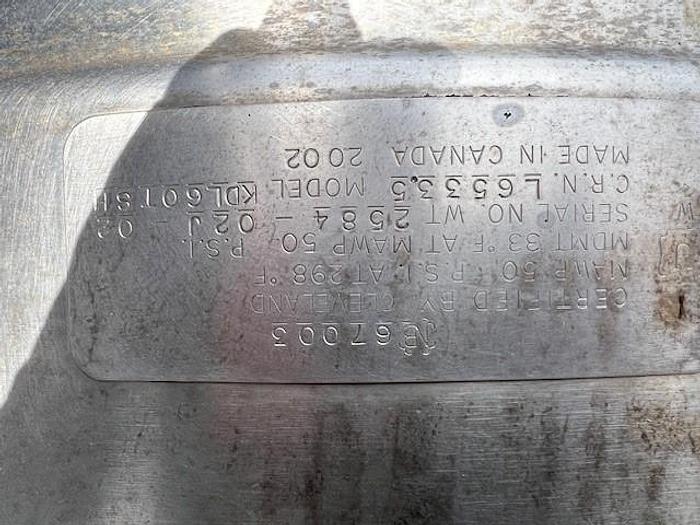 67003
CERTIFIED BY CLEVELAND
MAWP 50 P.S.I. AT 298 °F
MDMT 33 °F AT MAWP 50 P.S.I.
SERIAL NO. WT 2584 - 02J - 02
C.R.N. L6533.5 MODEL KDL60TSH
MADE IN CANADA 2002